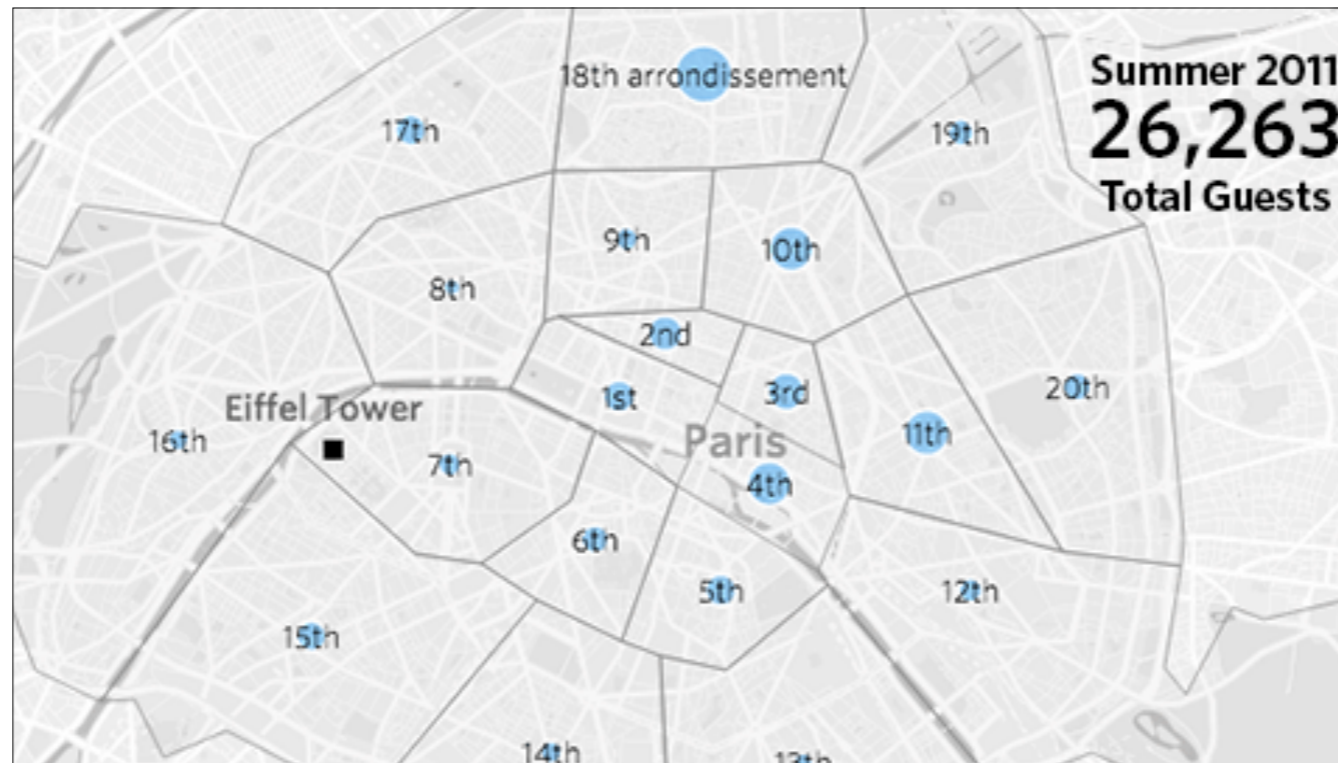 18th arrondissement
Summer 2011
26,263
Total Guests
17th
19th
9th
10th
8th
2nd
1st
3rd
20th
Eiffel Tower
Paris
16th
11th
7th
4th
6th
5th
12th
15th
14th
13th